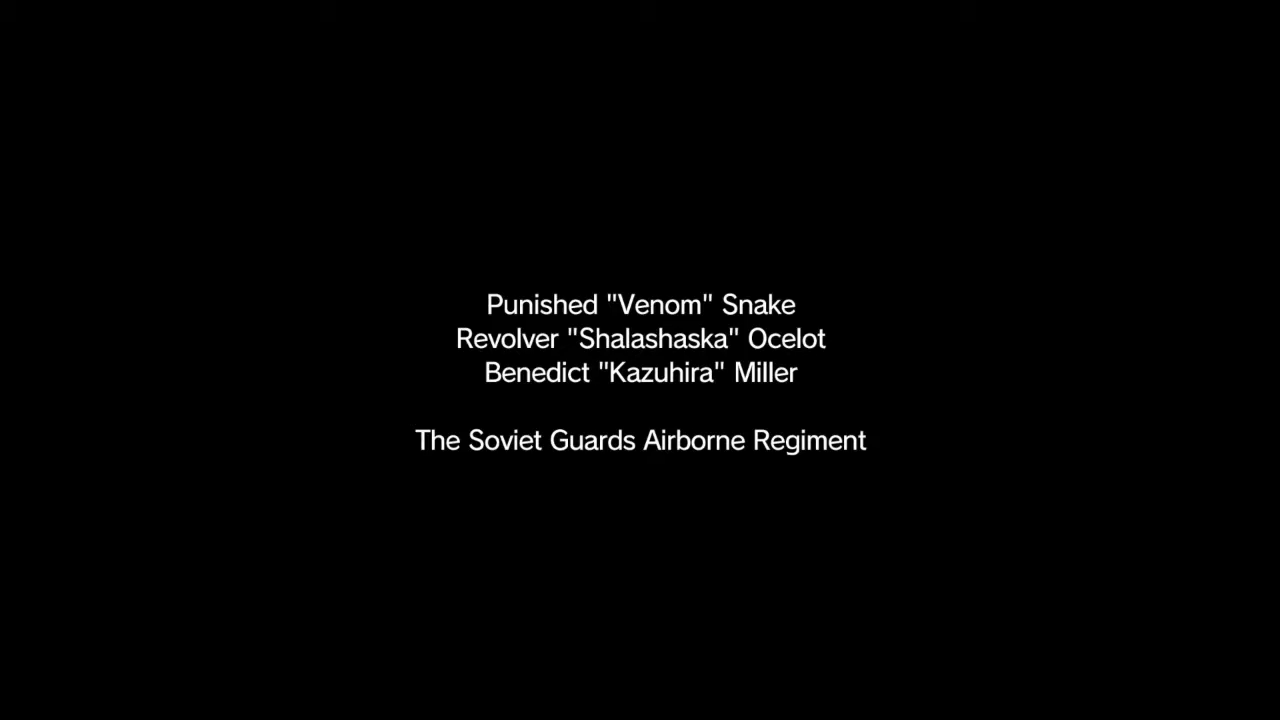 Punished "Venom" Snake
Revolver "Shalashaska" Ocelot
Benedict "Kazuhira" Miller
The Soviet Guards Airborne Regiment